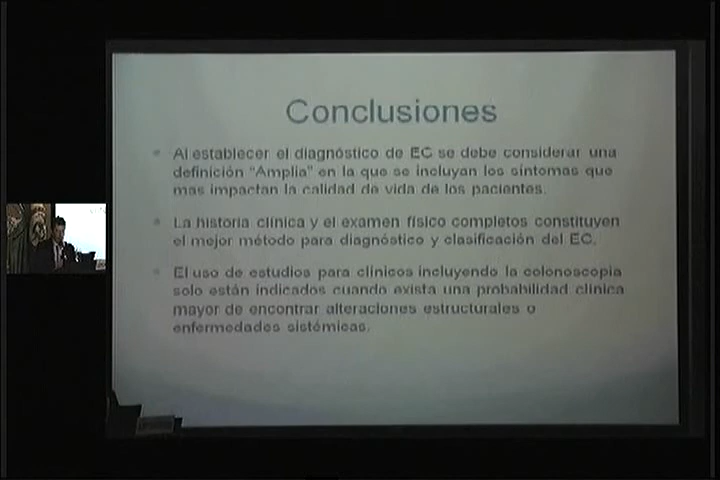 Conclusiones
Al establecer el diagnóstico de EC se debe considerar una
definición "Amplia" en la que se incluyan los síntomas que
mas impactan la calidad de vida de los pacientes.
La historia clínica y el examen físico completos constituyen
el mejor método para diagnóstico y clasificación del EC.
El uso de estudios para clínicos incluyendo la colonoscopia
solo están indicados cuando exista una probabilidad clínica
mayor de encontrar alteraciones estructurales o
enfermedades sistémicas.